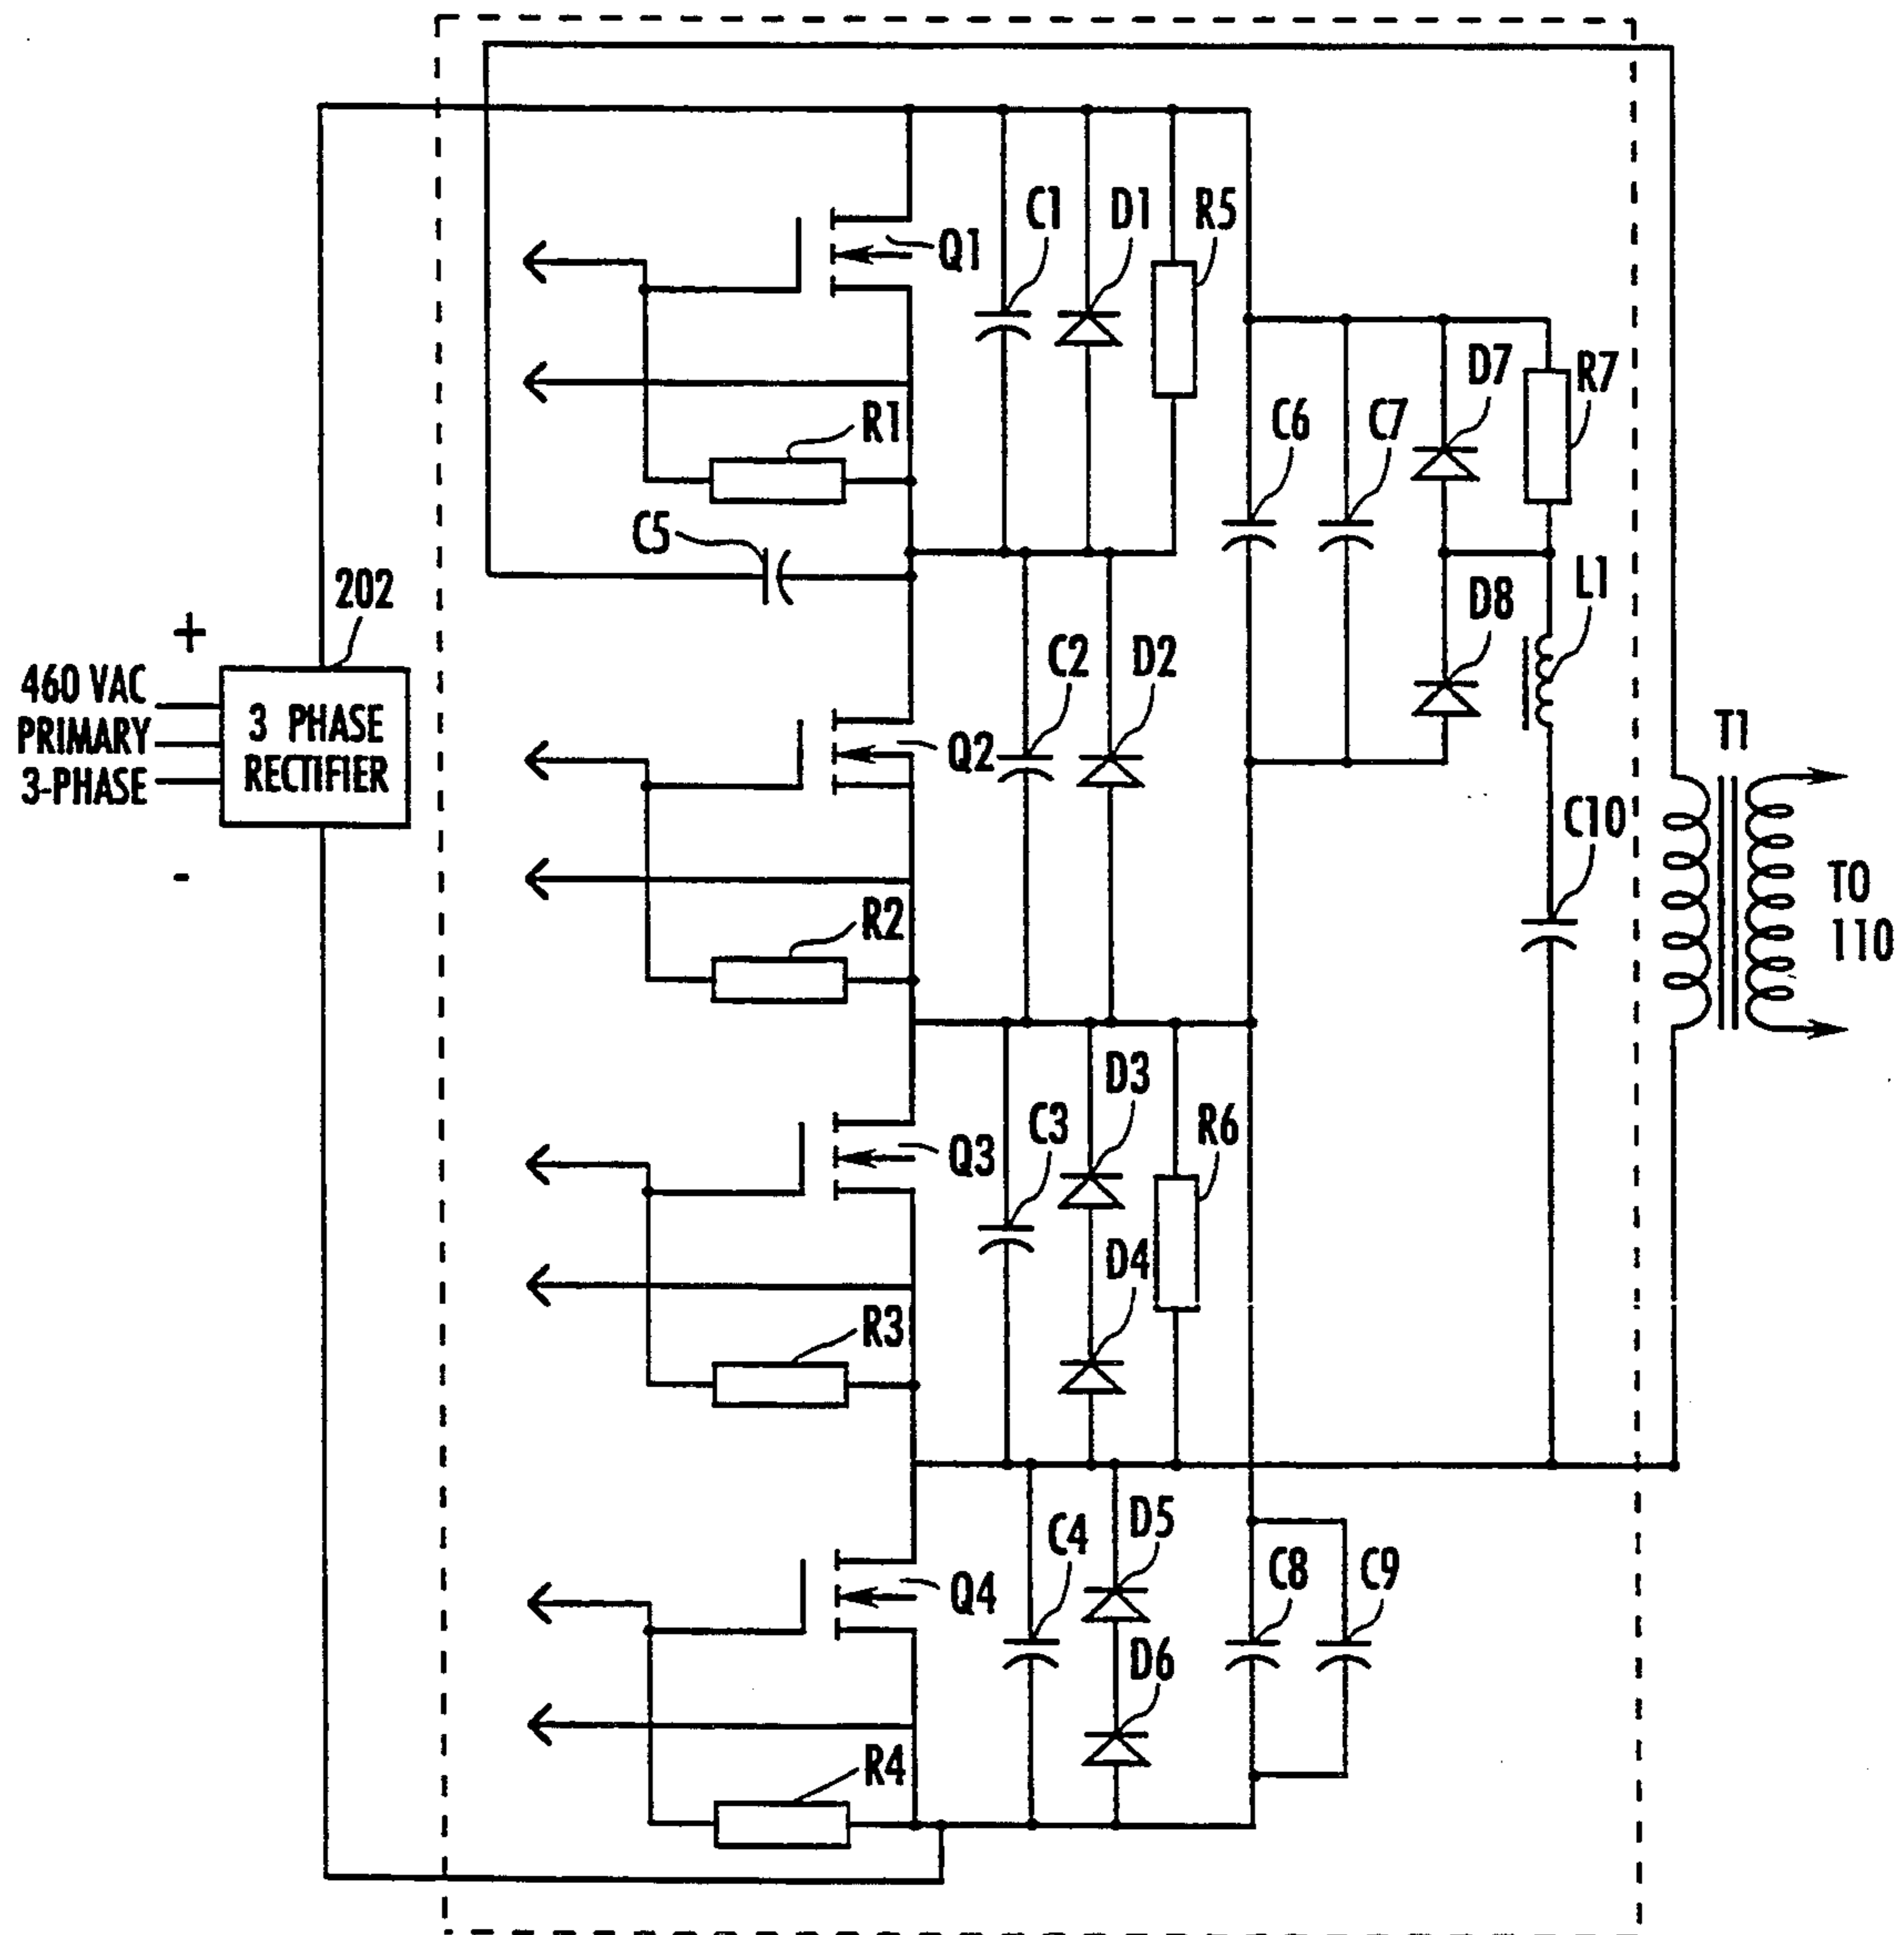 C1
D1
R5
Q1
D7
R7
R1
C6
C7
C5
202
+
460 VAC
PRIMARY
3-PHASE
3 PHASE
RECTIFIER
-
D8
L1
C2
D2
Q2
T1
C10
TO
110
R2
D3
C3
R6
Q3
D4
R3
C4
D5
C8
C9
Q4
D6
R4